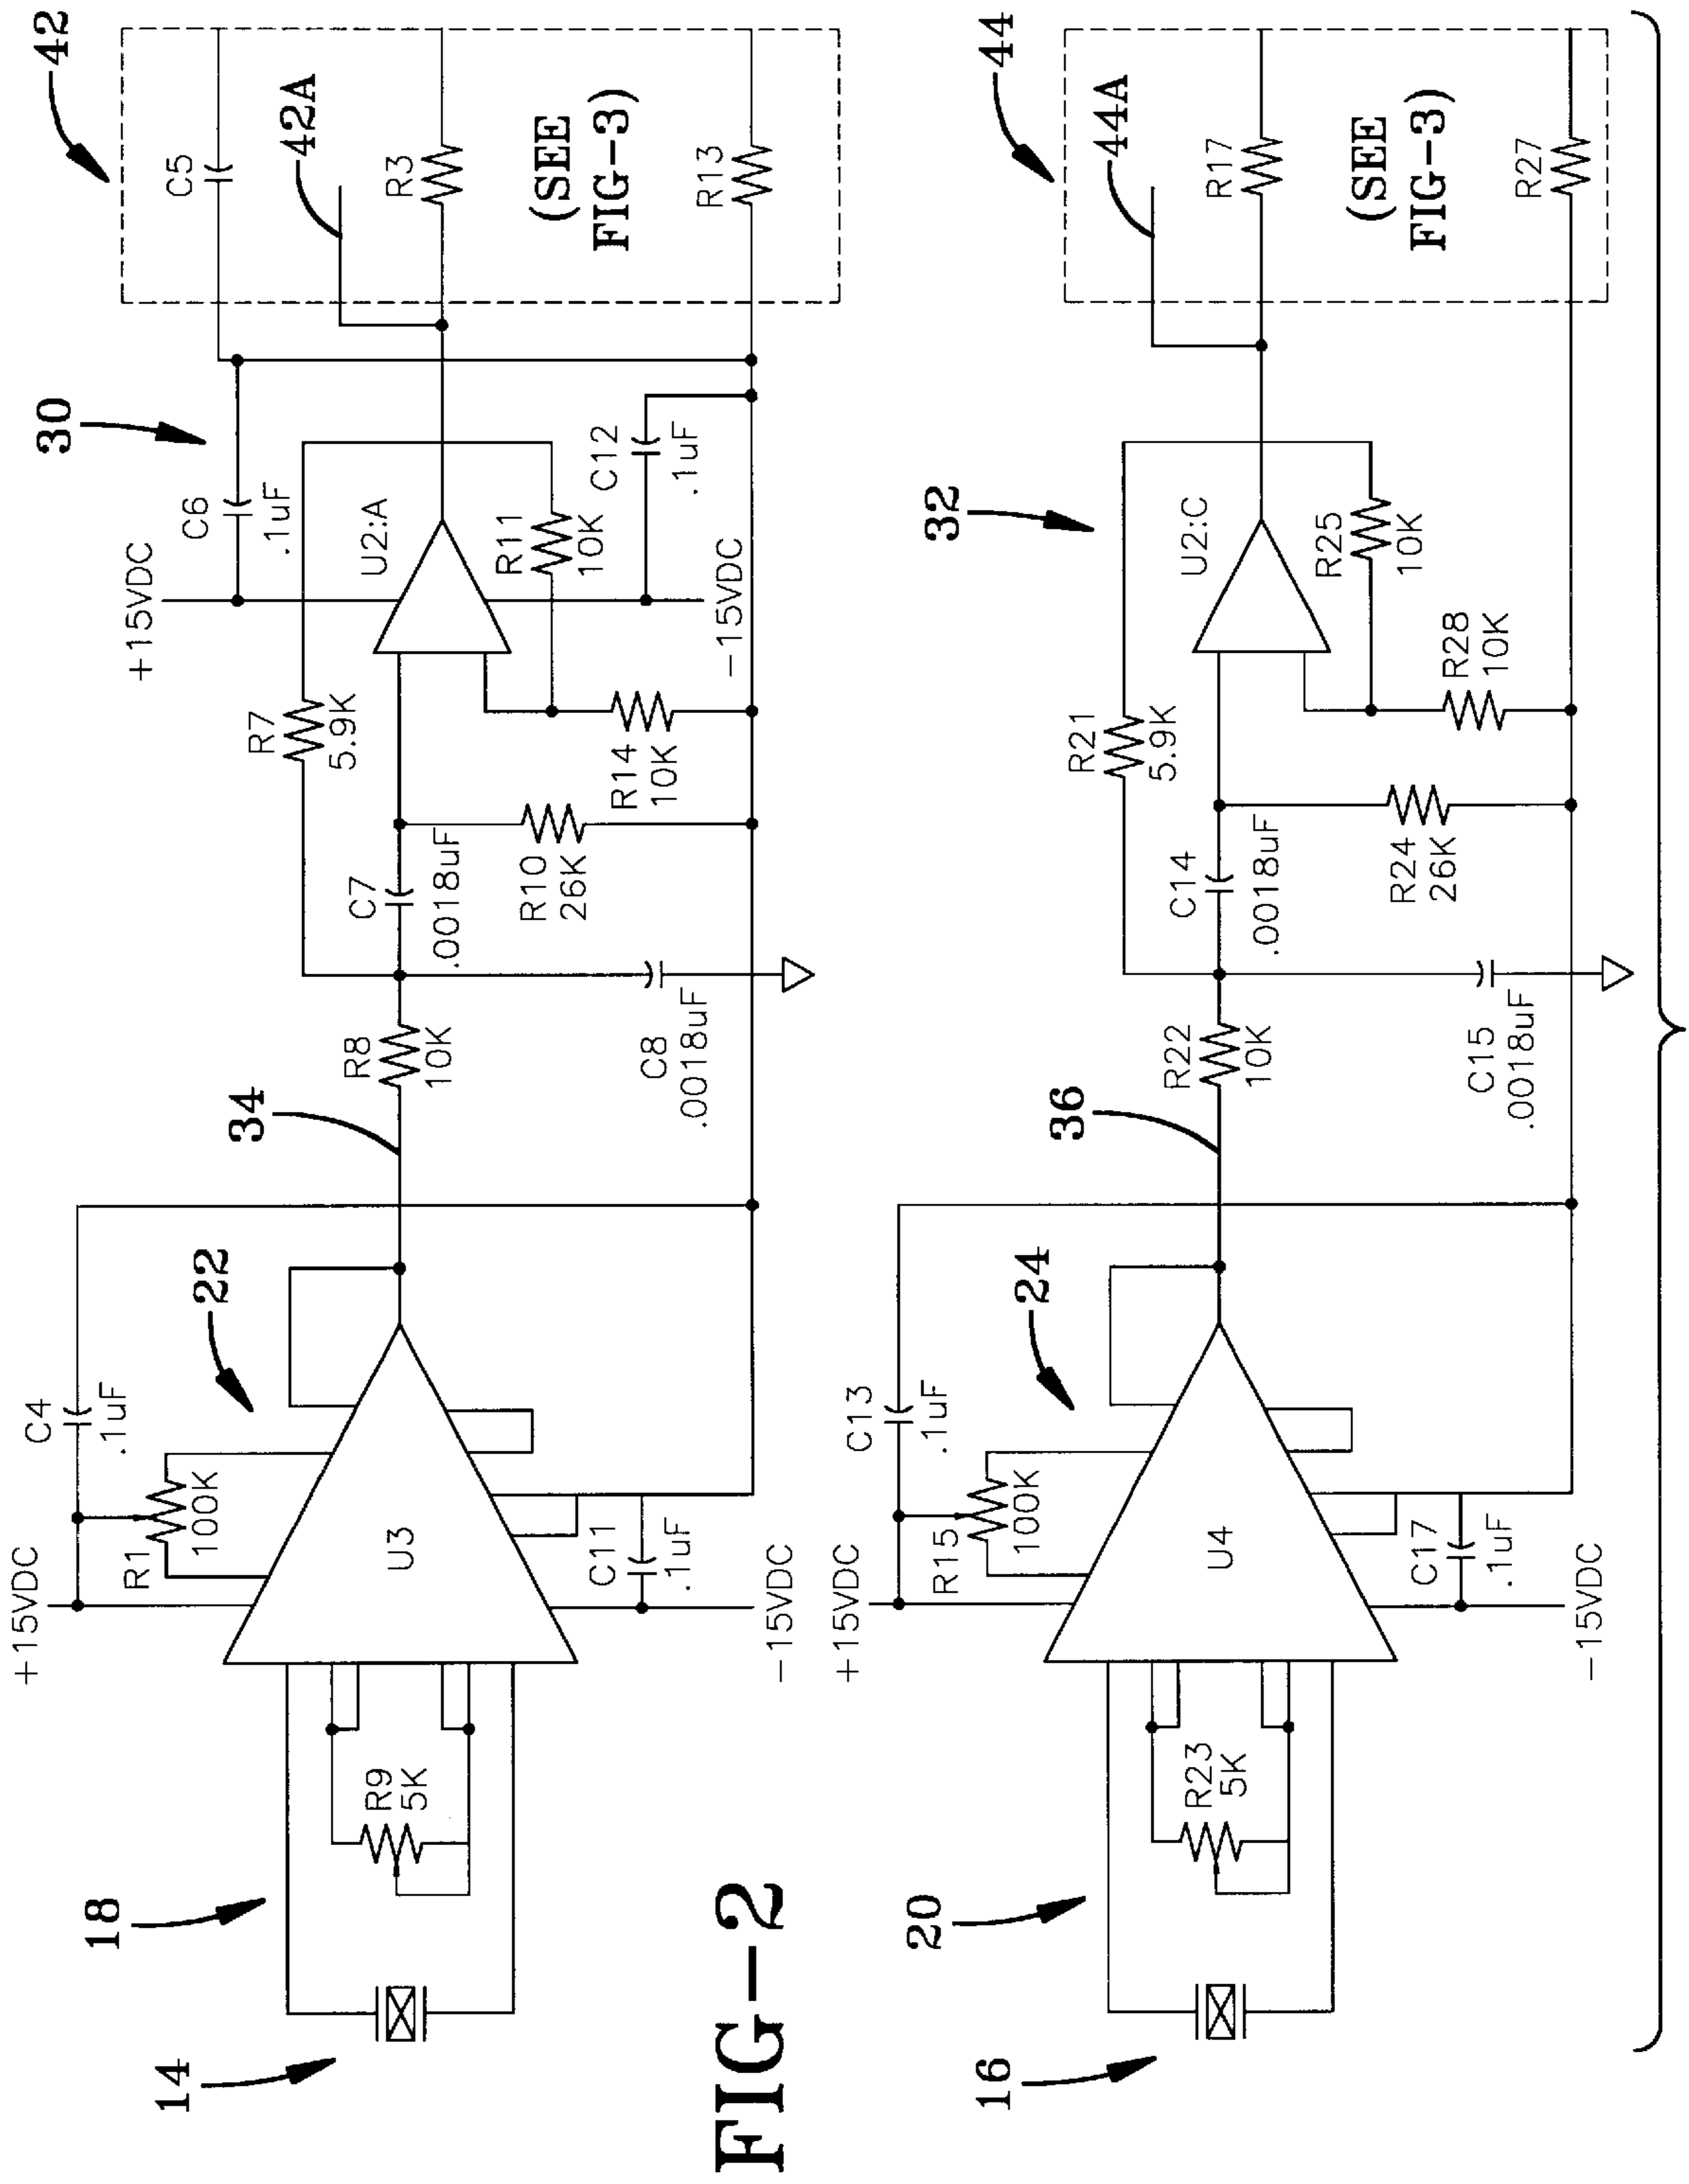 42
C5
42A
R3
(SEE
FIG-3)
R13
30
C6
.1uF
+15VDC
U2:A
R11
10K
C12
.1uF
-15VDC
R7
5.9K
R14
10K
C7
.0018uF
R10
26K
R8
10K
C8
.0018uF
34
22
C4
.1uF
R1
100K
+15VDC
U3
C11
.1uF
-15VDC
R9
5K
18
14
44
44A
R17
(SEE
FIG-3)
R27
32
U2:C
R25
10K
R28
10K
R21
5.9K
C14
.0018uF
R24
26K
R22
10K
C15
.0018uF
36
24
C13
.1uF
R15
100K
+15VDC
U4
C17
.1uF
-15VDC
R23
5K
20
16
FIG-2